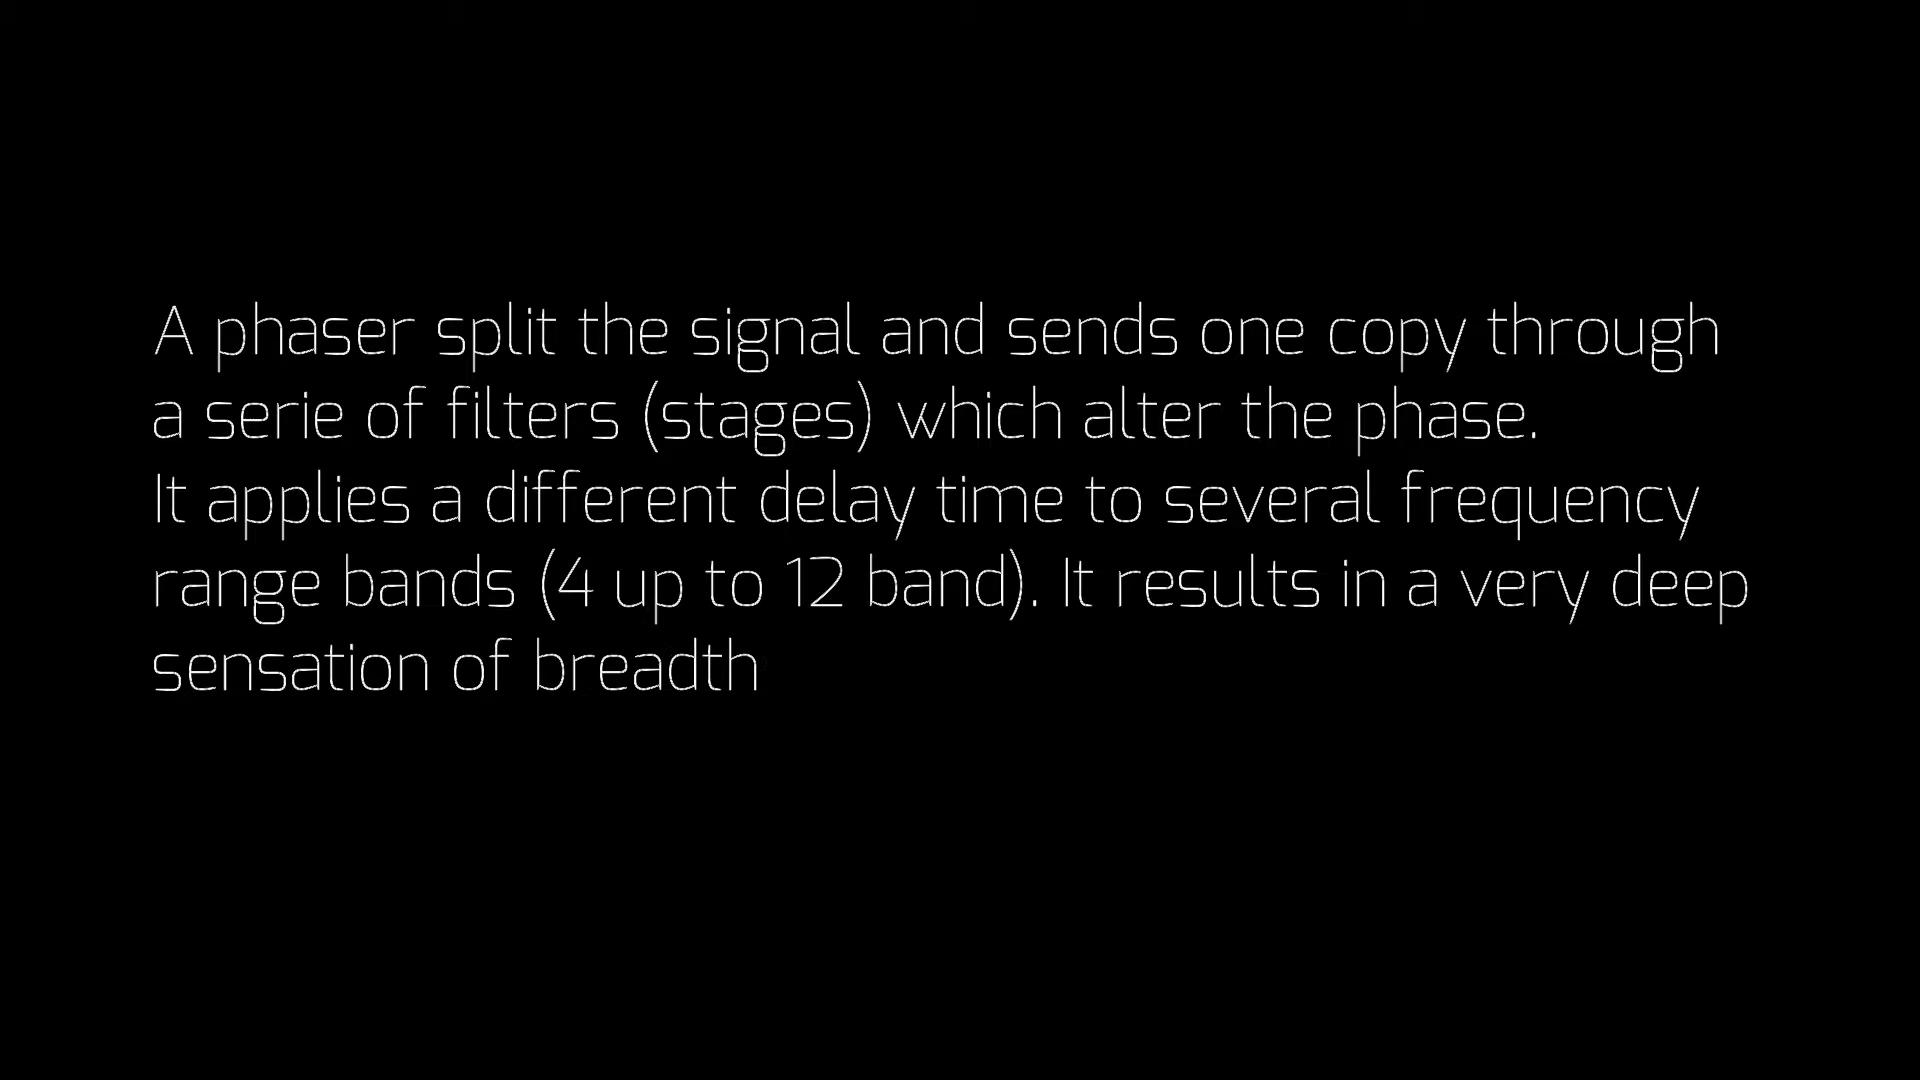 A phaser split the signal and sends one copy through
a serie of filters (stages) which alter the phase.
It applies a different delay time to several frequency
range bands (4 up to 12 band). It results in a very deep
sensation of breadth